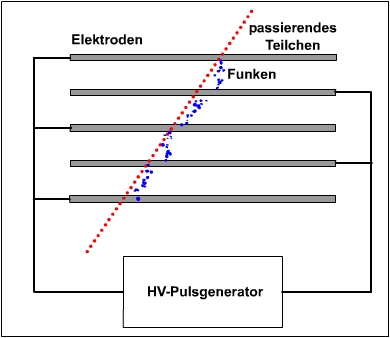 Elektroden
passierendes
Teilchen
Funken
HV-Pulsgenerator